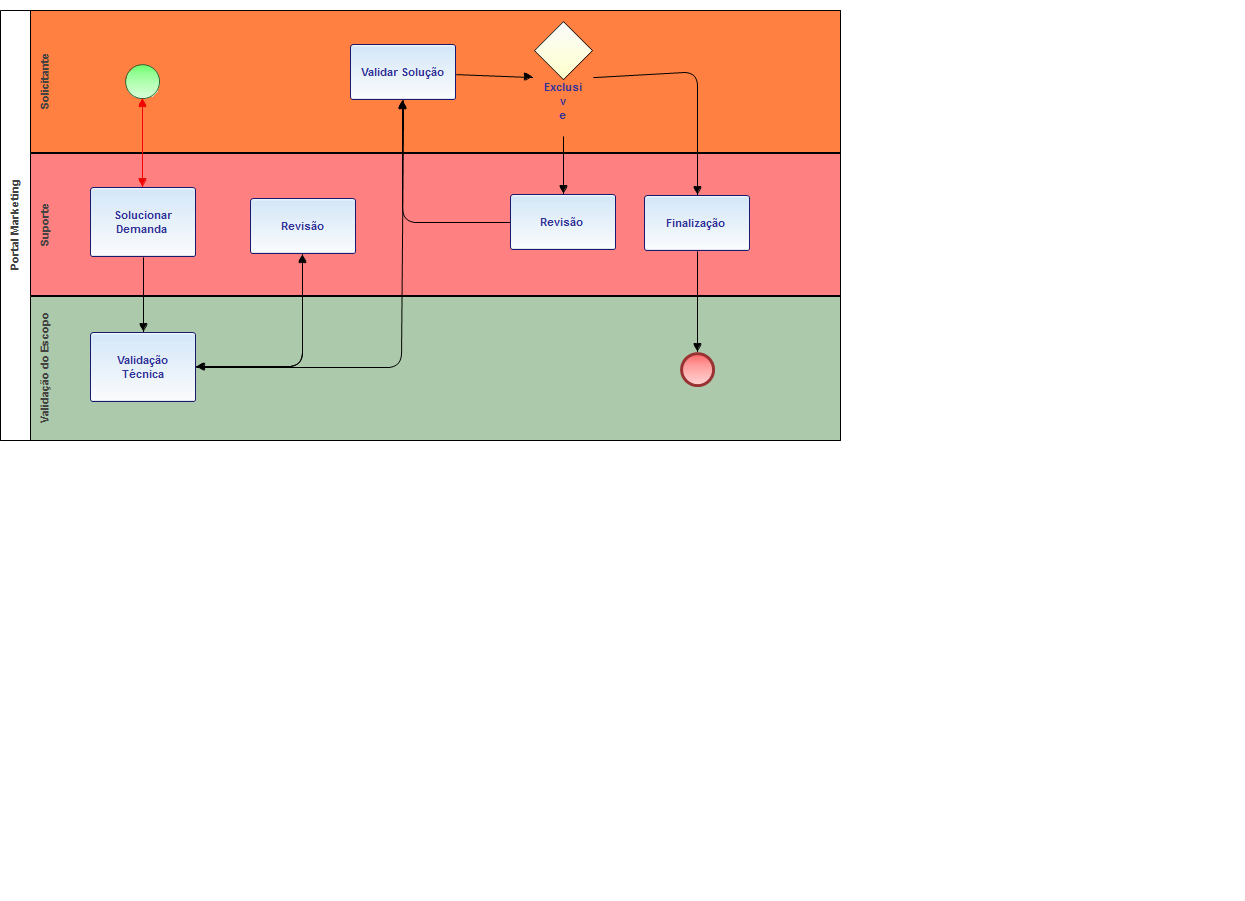 Portal Marketing
Solicitante
Validar Solução
Exclusi
v
e
Suporte
Solucionar
Demanda
Revisão
Revisão
Finalização
Validação do Escopo
Validação
Técnica